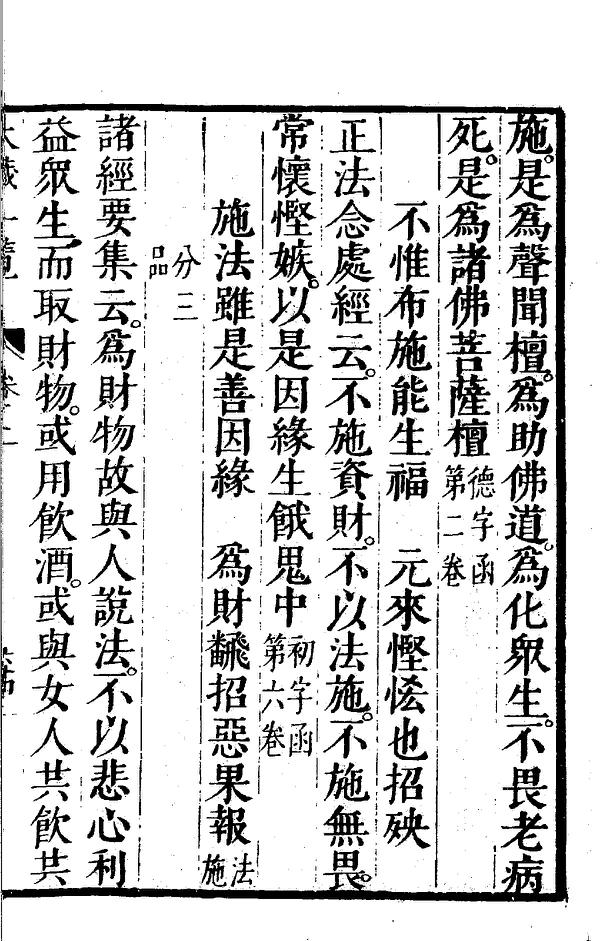 施。是爲聲聞檀。爲助佛道。爲化衆生。不畏老病
死。是爲諸佛菩薩檀德字函第二卷
不惟布施能生福　元來慳悋也招殃
正法念處經云。不施資財。不以法施。不施無畏。
常懷慳嫉。以是因緣生餓鬼中初字函第六卷
施法雖是善因緣　爲財飜招惡果報法施
分三品
諸經要集云。爲財物故與人說法。不以悲心利
益衆生。而取財物。或用飲酒。或與女人共飲共
大藏一覽　卷十二